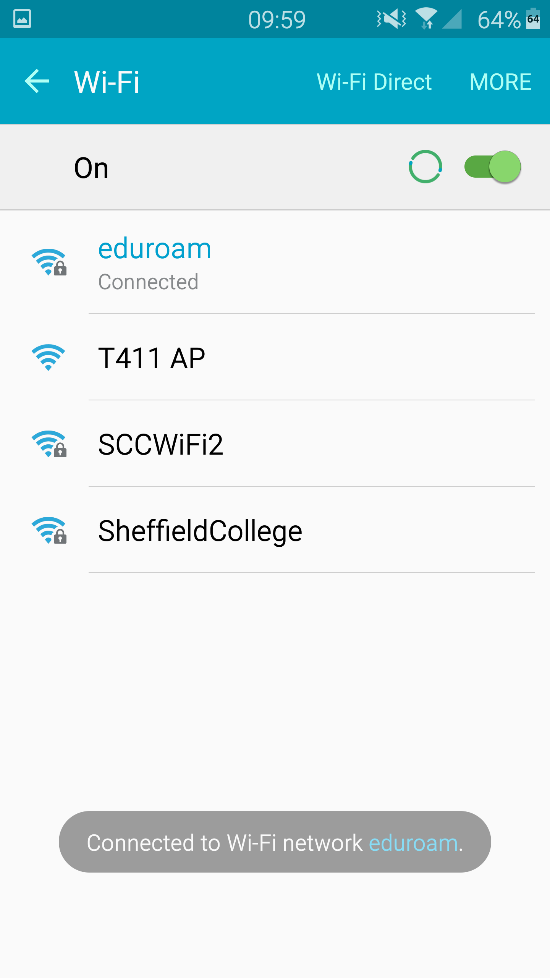 09:59 64% 64
Wi-Fi Wi-Fi Direct MORE
On
eduroam
Connected
T411 AP
SCCWiFi2
SheffieldCollege
Connected to Wi-Fi network eduroam.